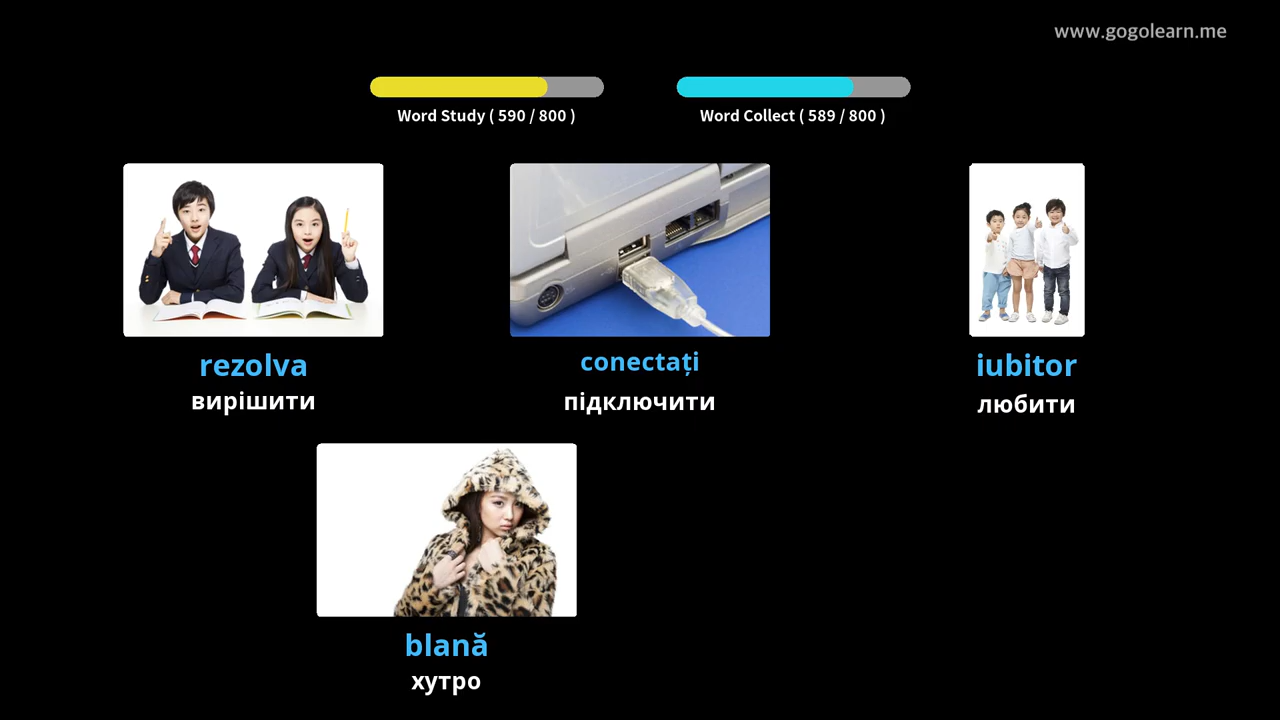 www.gogolearn.me
Word Study ( 590 / 800 )
Word Collect ( 589 / 800 )
rezolva
вирішити
conectați
підключити
iubitor
любити
blană
хутро